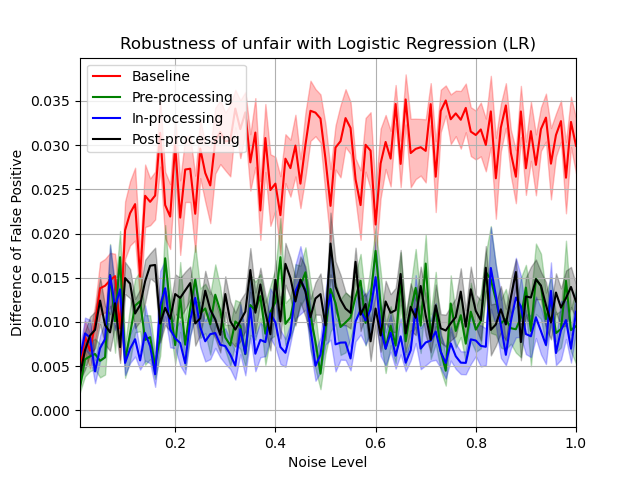 Robustness of unfair with Logistic Regression (LR)
Baseline
Pre-processing
In-processing
Post-processing
Difference of False Positive
0.035
0.030
0.025
0.020
0.015
0.010
0.005
0.000
0.2 0.4 0.6 0.8 1.0
Noise Level